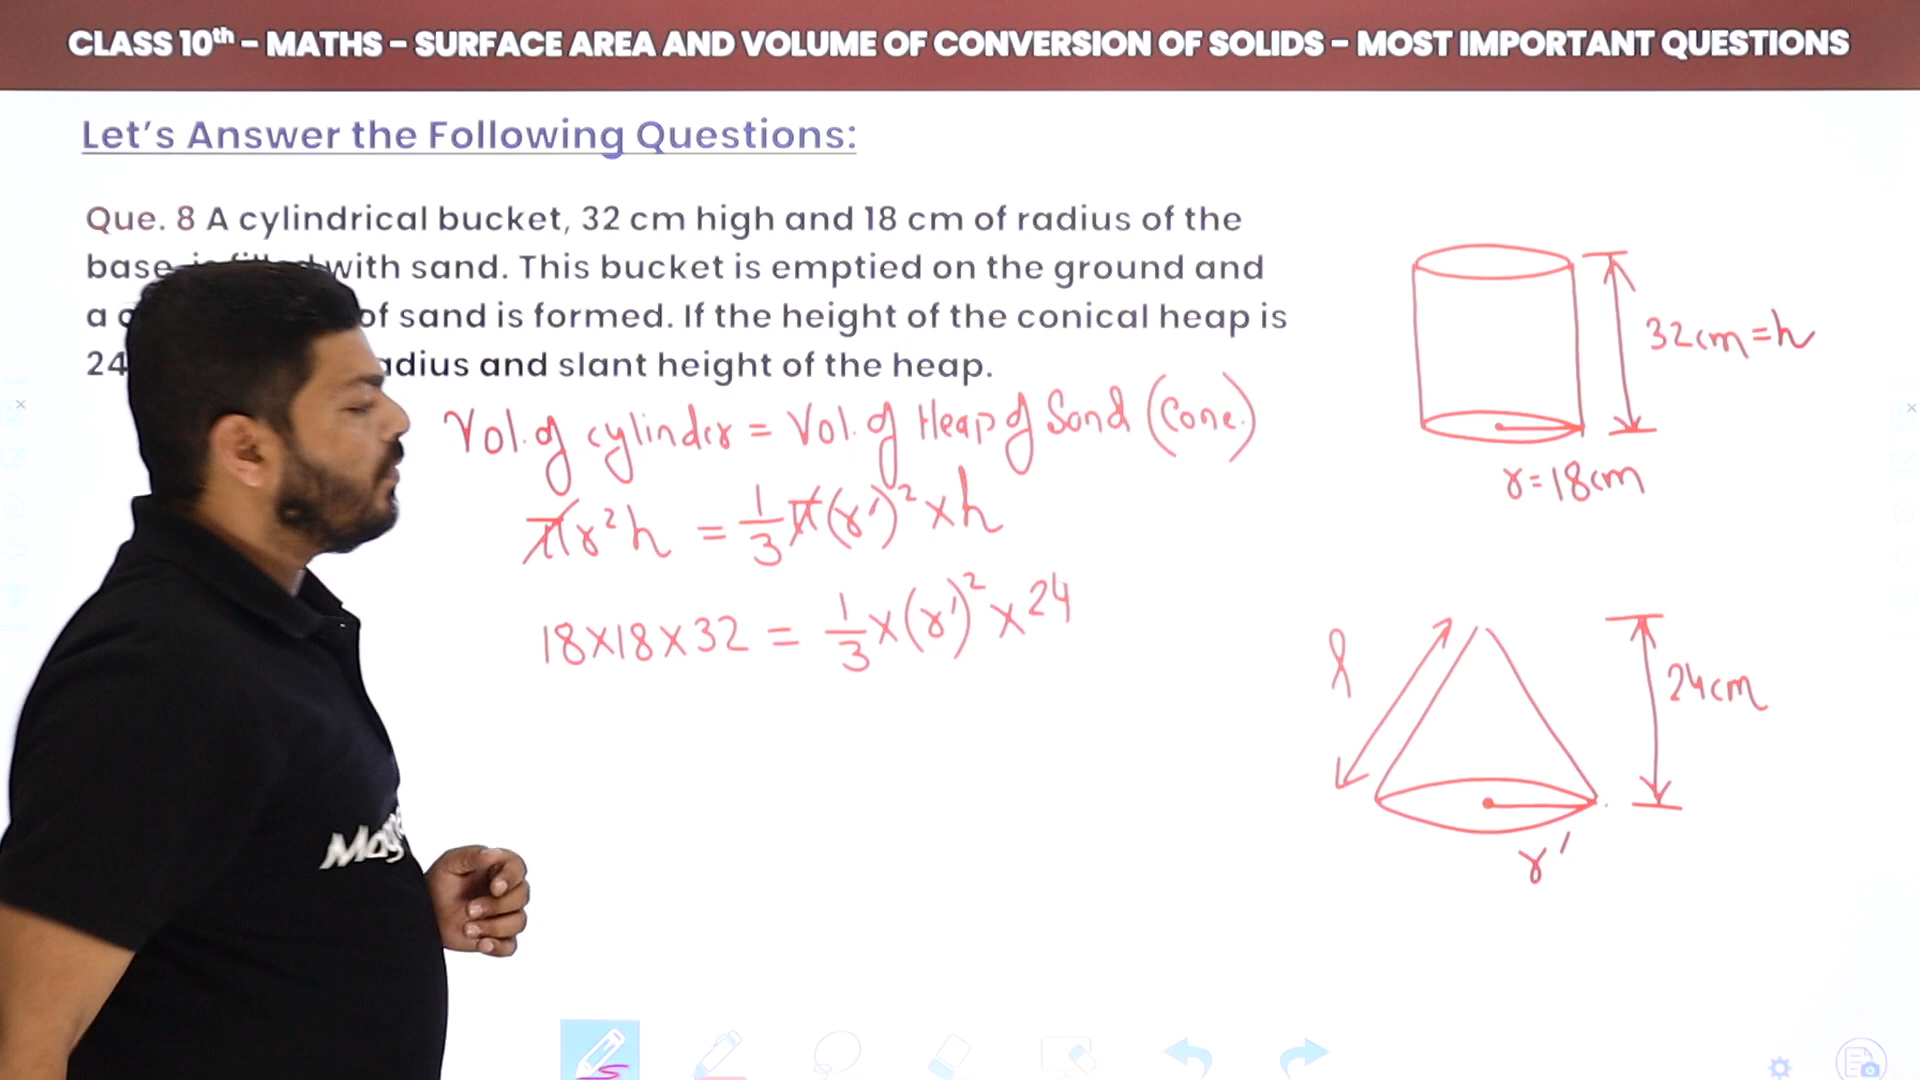 CLASS 10th – MATHS – SURFACE AREA AND VOLUME OF CONVERSION OF SOLIDS – MOST IMPORTANT QUESTIONS
Let's Answer the Following Questions:
Que. 8 A cylindrical bucket, 32 cm high and 18 cm of radius of the
base with sand. This bucket is emptied on the ground and
a of sand is formed. If the height of the conical heap is
24 adius and slant height of the heap.
Vol. of cylinder = Vol. of Heap of Sand (Cone.)
πr²h = 1/3 π(r')² × h
18×18×32 = 1/3 × (r')² × 24
32cm = h
r = 18cm
l
24cm
r'